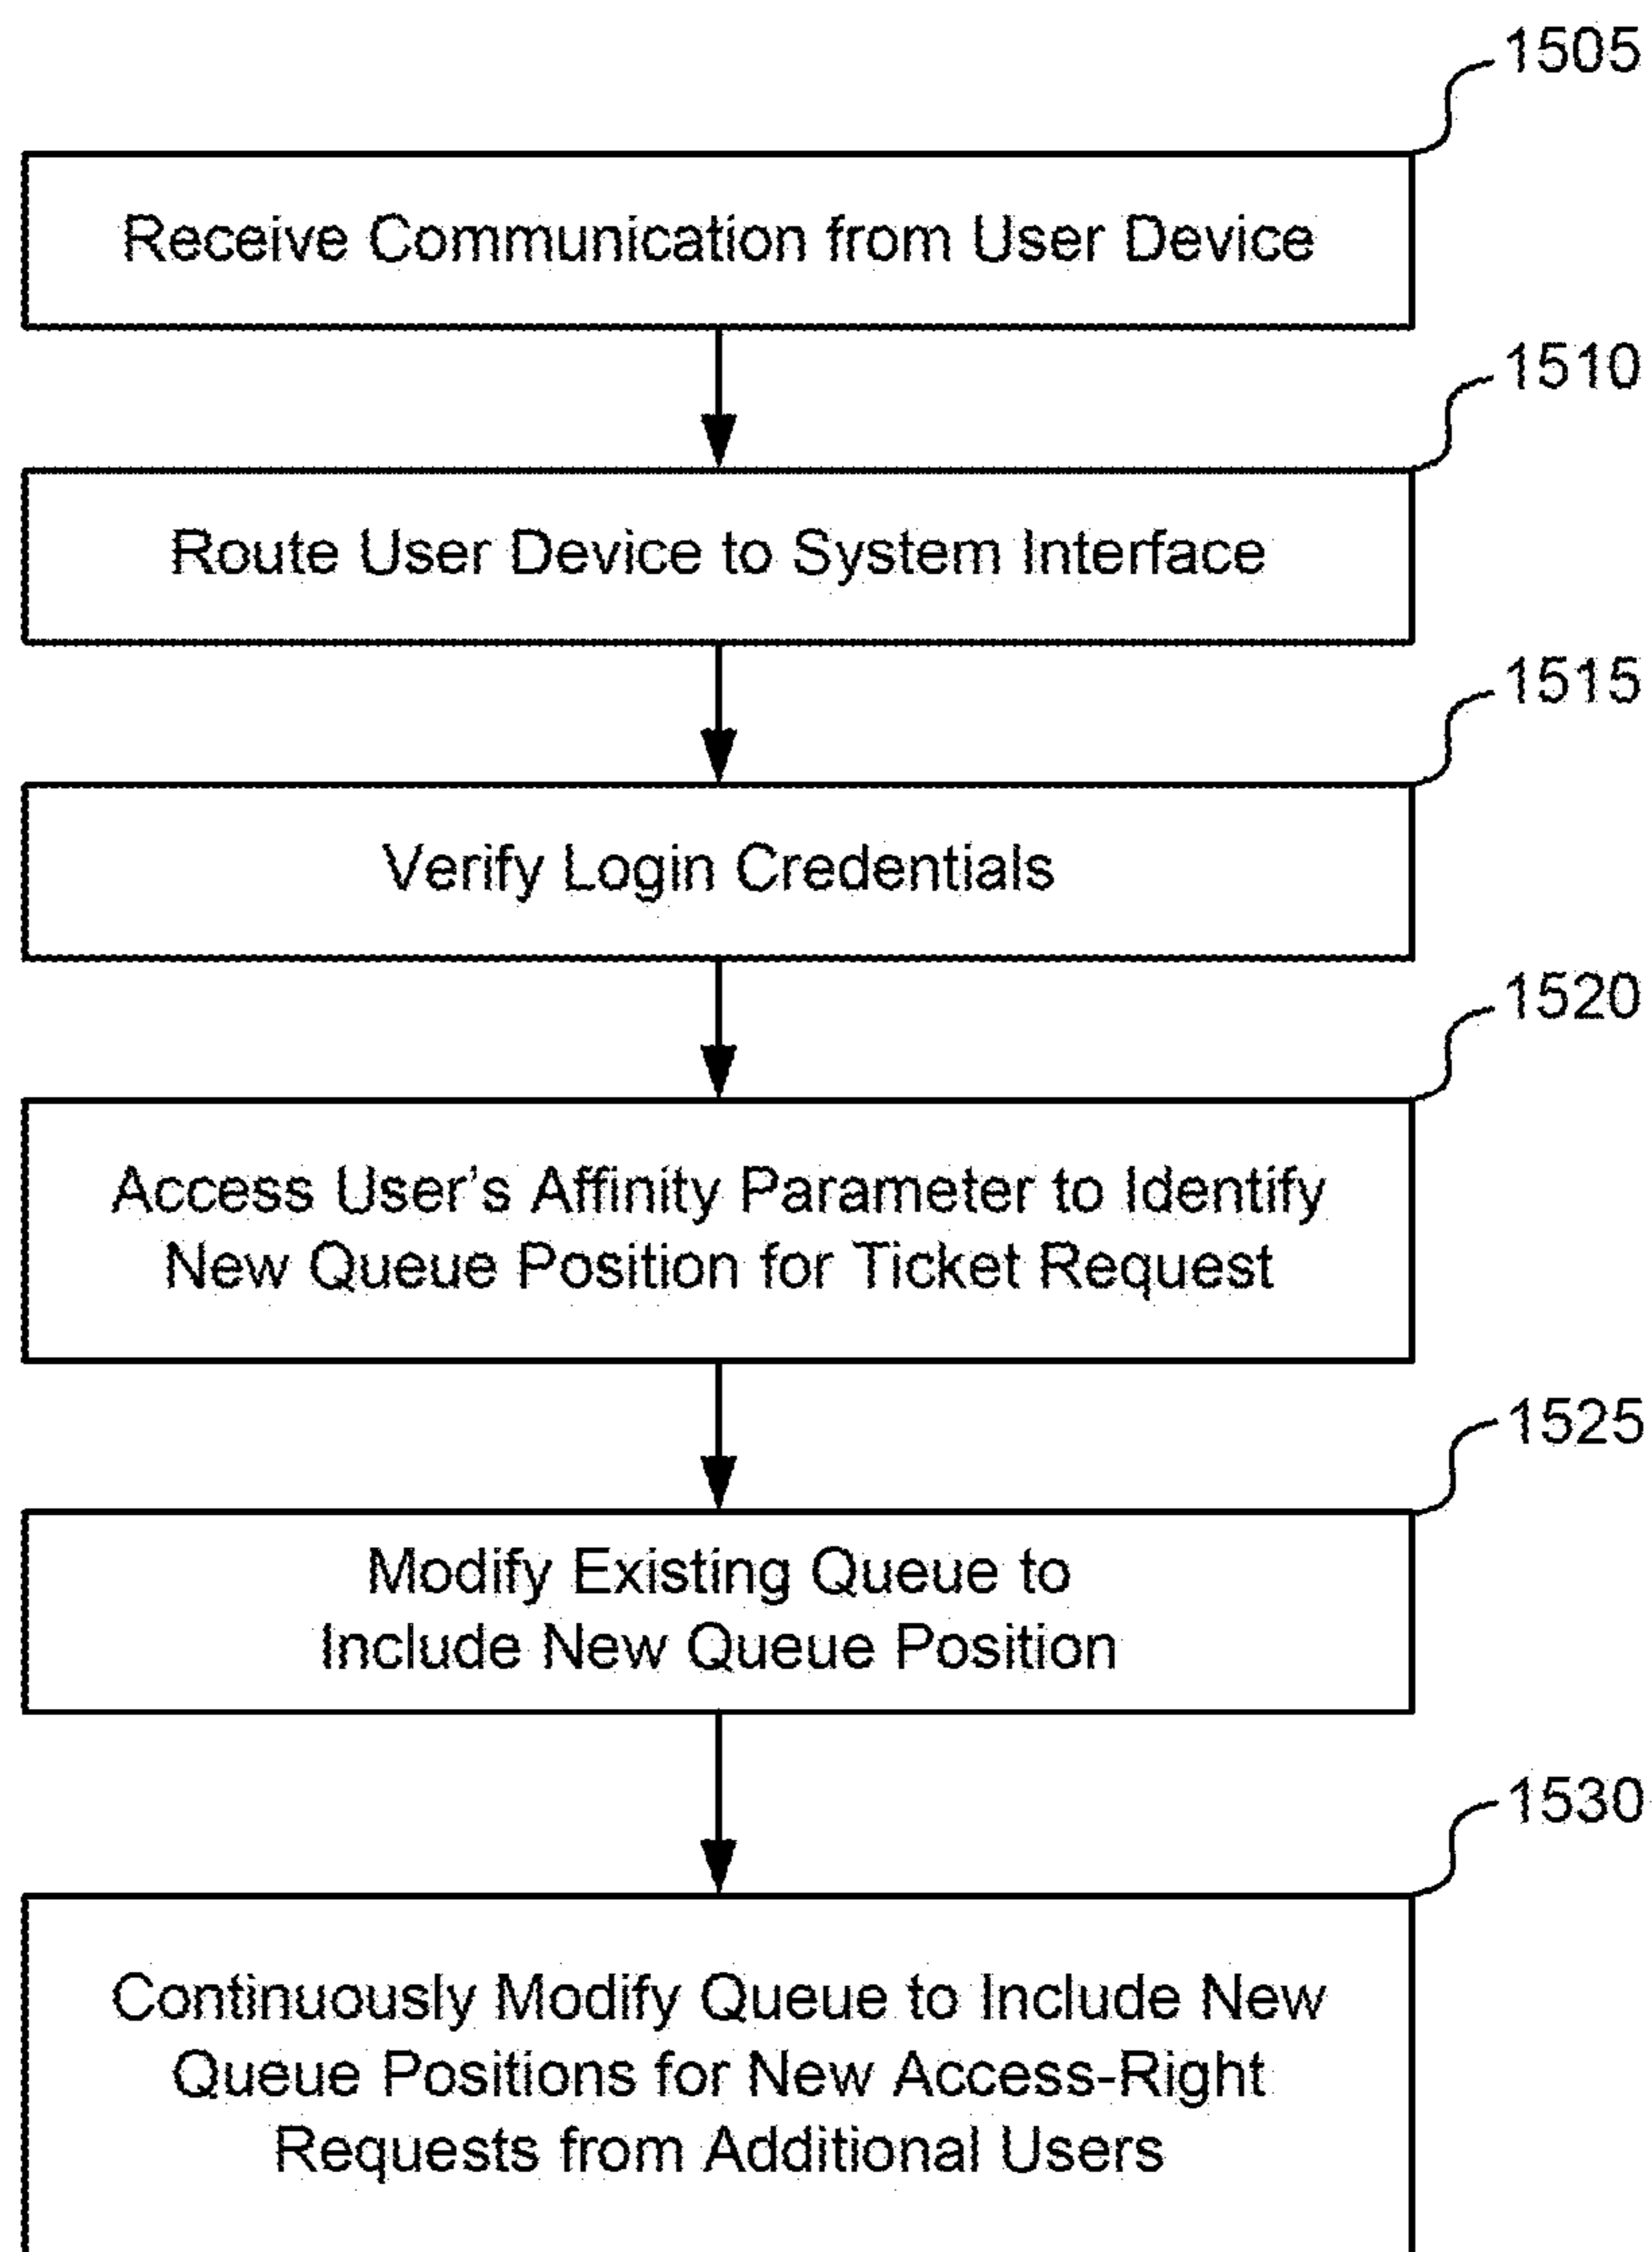 1505
Receive Communication from User Device
1510
Route User Device to System Interface
1515
Verify Login Credentials
1520
Access User's Affinity Parameter to Identify
New Queue Position for Ticket Request
1525
Modify Existing Queue to
Include New Queue Position
1530
Continuously Modify Queue to Include New
Queue Positions for New Access-Right
Requests from Additional Users